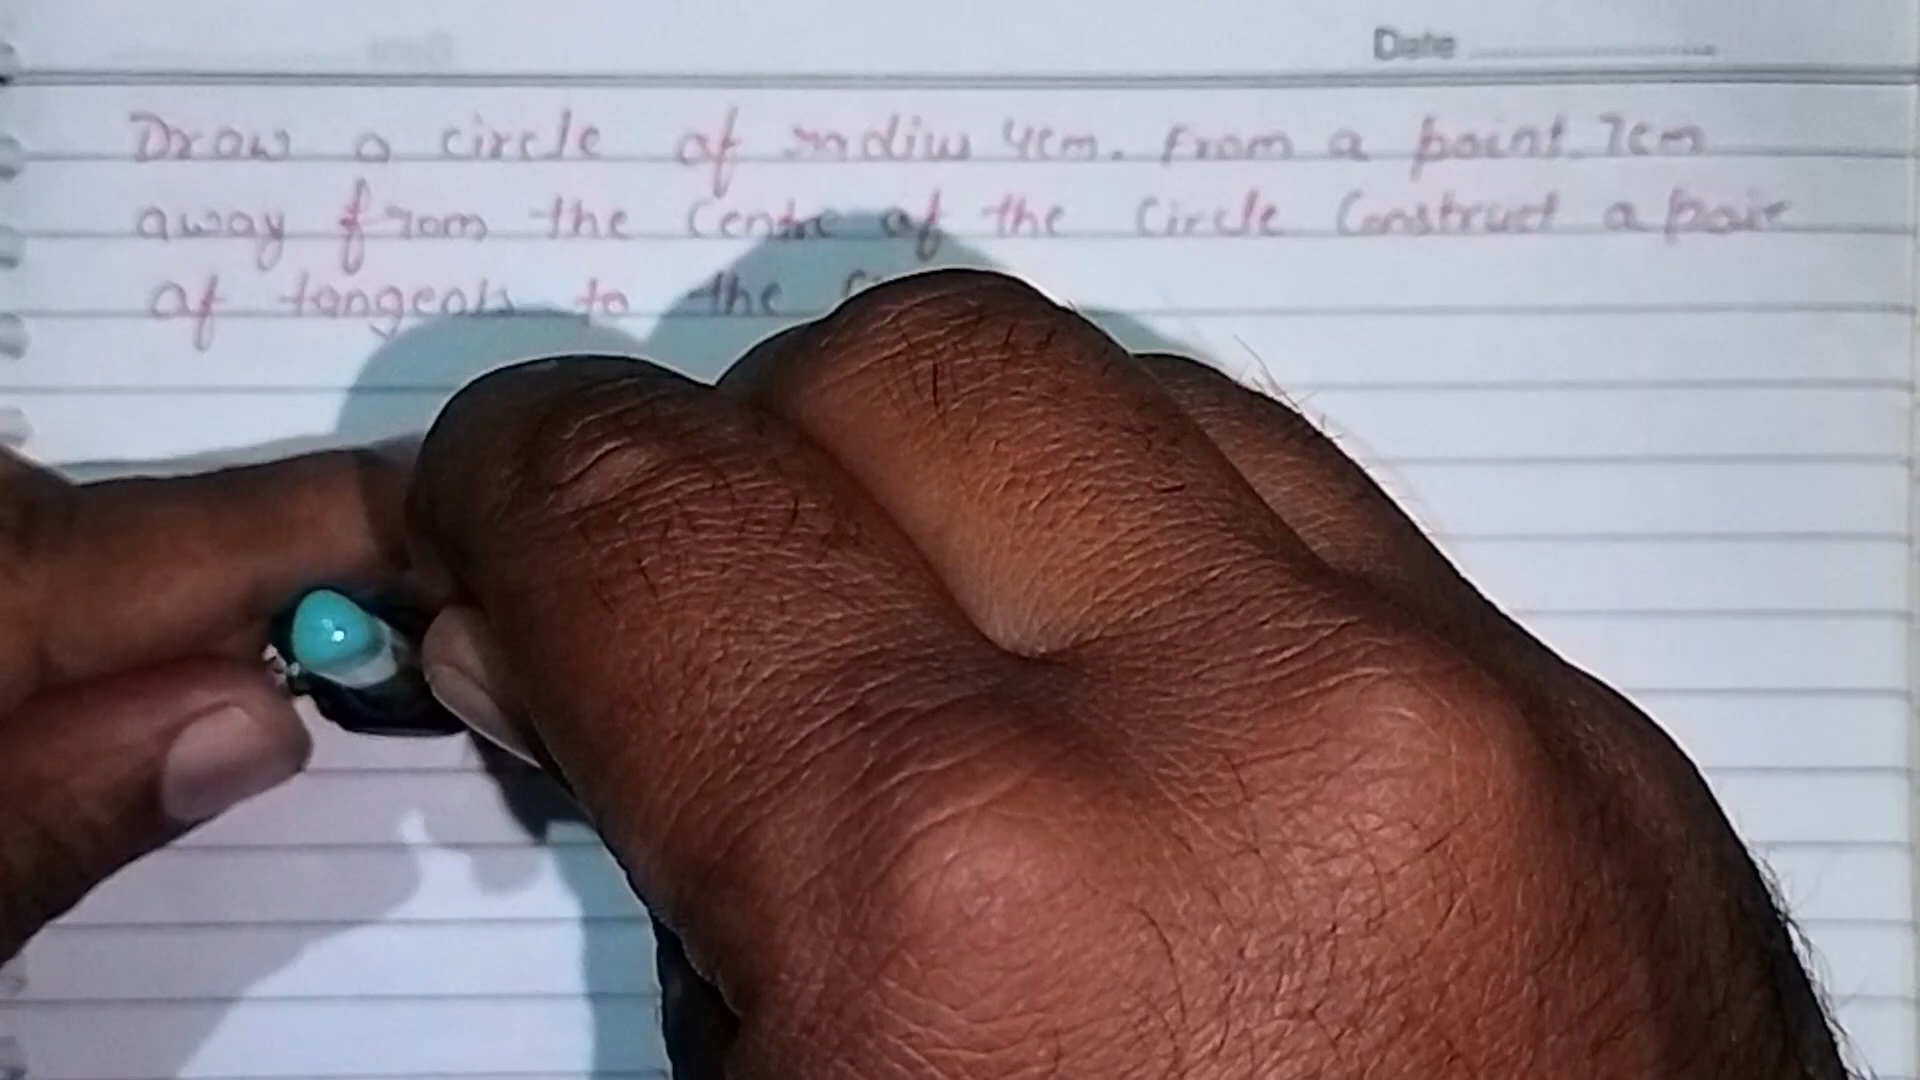 Date
Draw a circle of radius 4cm. From a point 7cm
away from the Centre of the Circle Construct a pair
of tangents to the